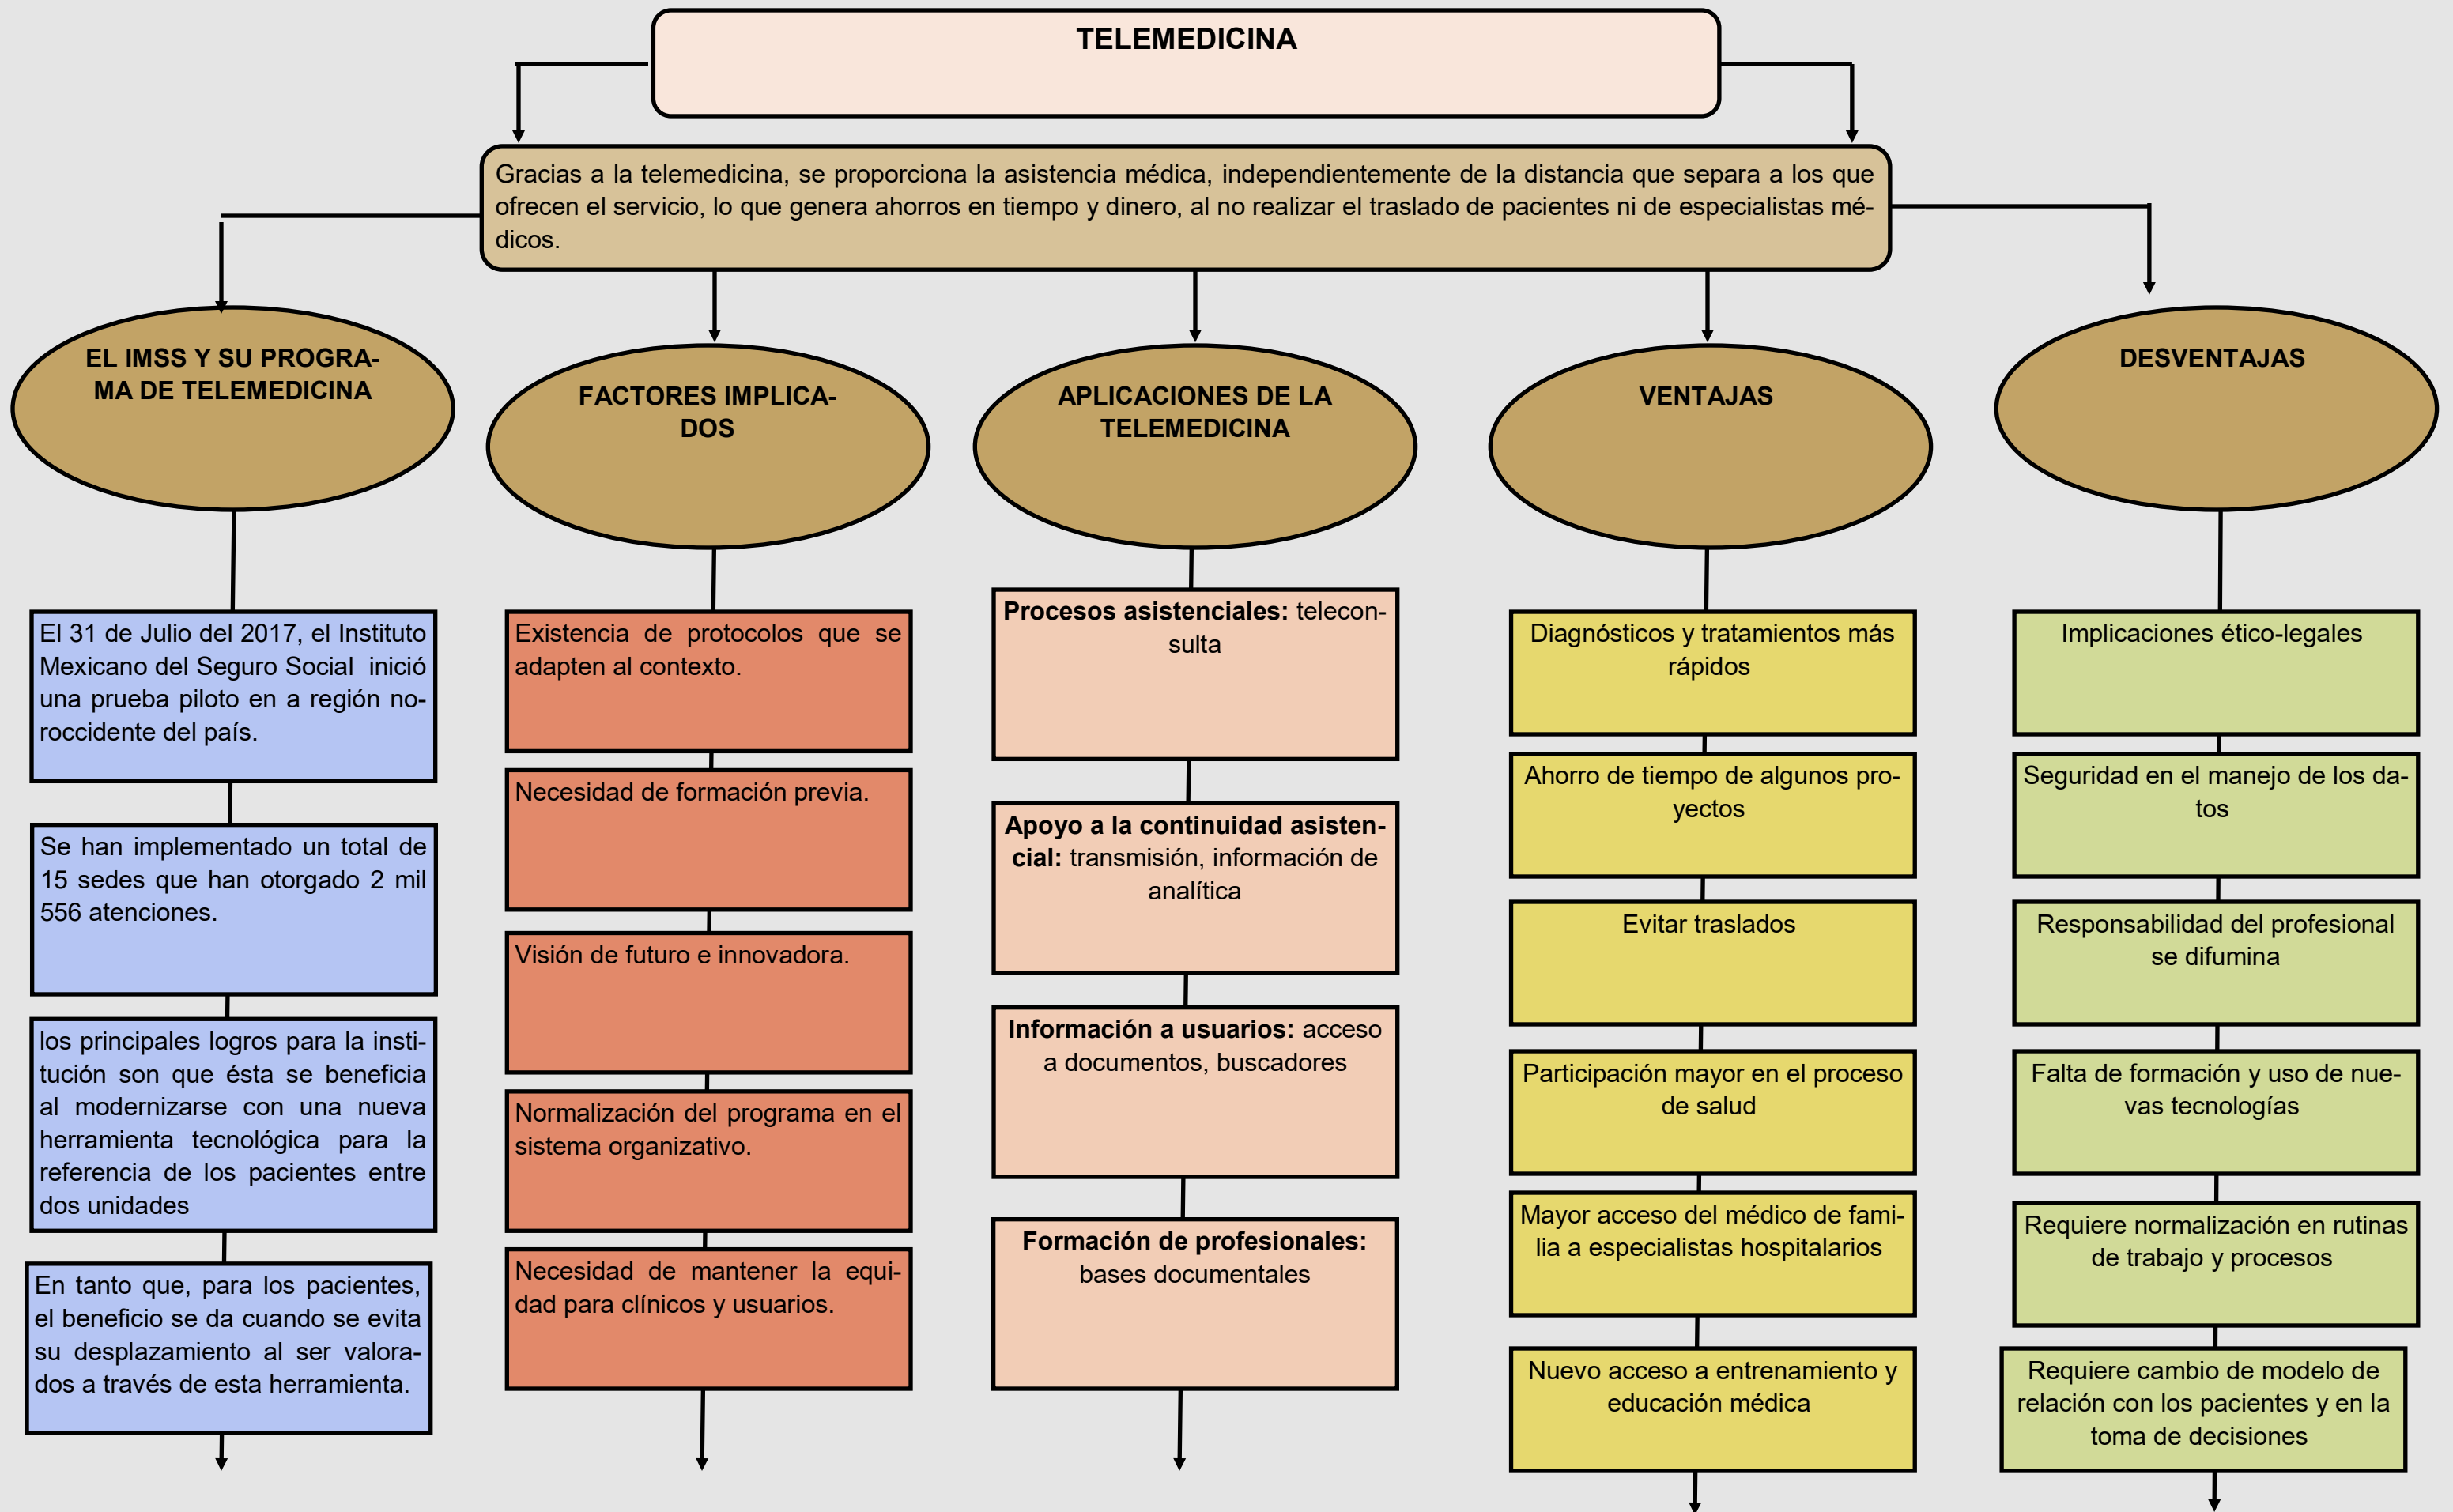 TELEMEDICINA
Gracias a la telemedicina, se proporciona la asistencia médica, independientemente de la distancia que separa a los que
ofrecen el servicio, lo que genera ahorros en tiempo y dinero, al no realizar el traslado de pacientes ni de especialistas mé-
dicos.
EL IMSS Y SU PROGRA-
MA DE TELEMEDICINA
El 31 de Julio del 2017, el Instituto
Mexicano del Seguro Social inició
una prueba piloto en a región no-
roccidente del país.
Se han implementado un total de
15 sedes que han otorgado 2 mil
556 atenciones.
los principales logros para la insti-
tución son que ésta se beneficia
al modernizarse con una nueva
herramienta tecnológica para la
referencia de los pacientes entre
dos unidades
En tanto que, para los pacientes,
el beneficio se da cuando se evita
su desplazamiento al ser valora-
dos a través de esta herramienta.
FACTORES IMPLICA-
DOS
Existencia de protocolos que se
adapten al contexto.
Necesidad de formación previa.
Visión de futuro e innovadora.
Normalización del programa en el
sistema organizativo.
Necesidad de mantener la equi-
dad para clínicos y usuarios.
APLICACIONES DE LA
TELEMEDICINA
Procesos asistenciales: telecon-
sulta
Apoyo a la continuidad asisten-
cial: transmisión, información de
analítica
Información a usuarios: acceso
a documentos, buscadores
Formación de profesionales:
bases documentales
VENTAJAS
Diagnósticos y tratamientos más
rápidos
Ahorro de tiempo de algunos pro-
yectos
Evitar traslados
Participación mayor en el proceso
de salud
Mayor acceso del médico de fami-
lia a especialistas hospitalarios
Nuevo acceso a entrenamiento y
educación médica
DESVENTAJAS
Implicaciones ético-legales
Seguridad en el manejo de los da-
tos
Responsabilidad del profesional
se difumina
Falta de formación y uso de nue-
vas tecnologías
Requiere normalización en rutinas
de trabajo y procesos
Requiere cambio de modelo de
relación con los pacientes y en la
toma de decisiones